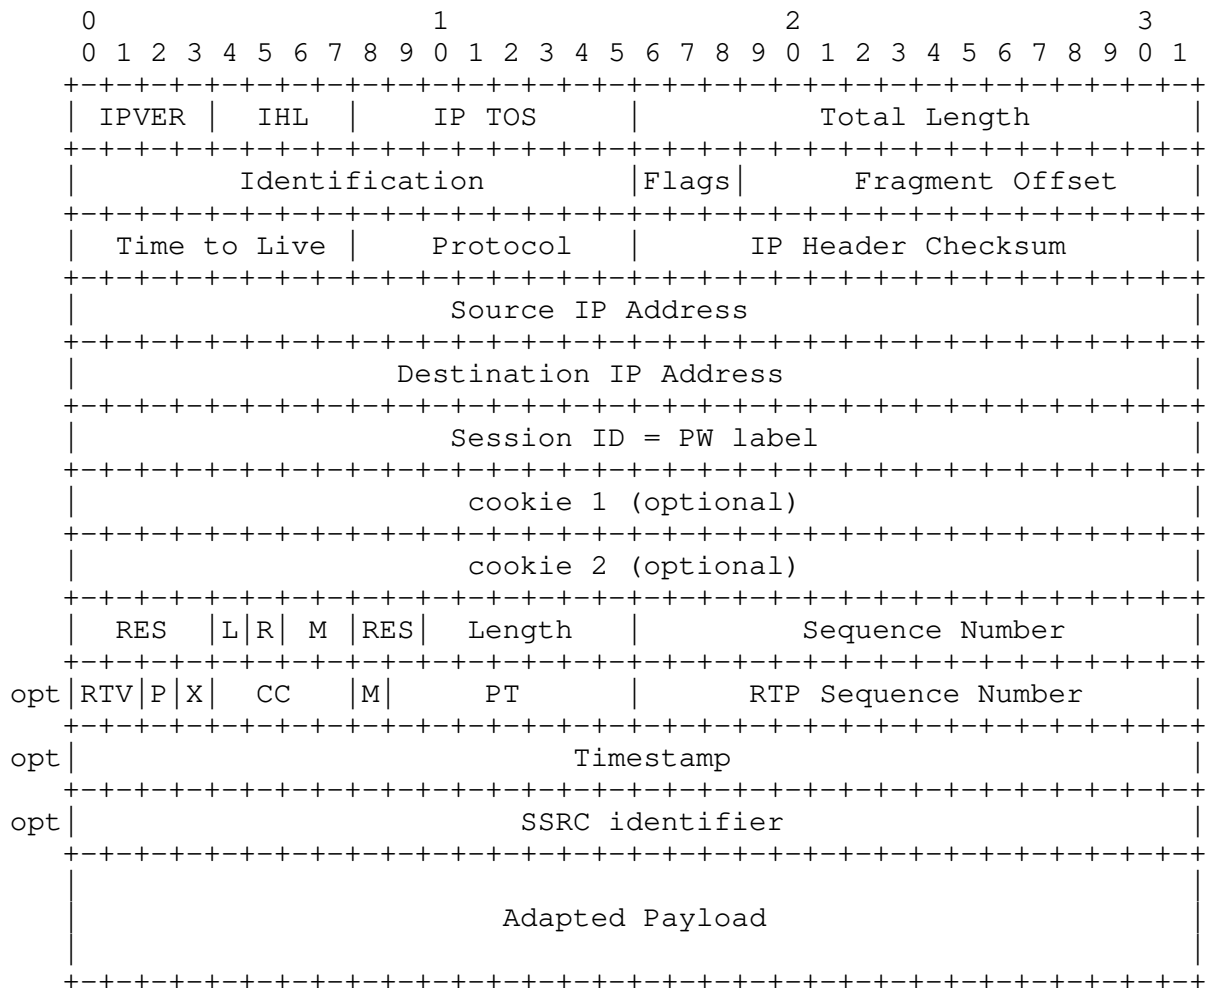 0                   1                   2                   3
 0 1 2 3 4 5 6 7 8 9 0 1 2 3 4 5 6 7 8 9 0 1 2 3 4 5 6 7 8 9 0 1
+-+-+-+-+-+-+-+-+-+-+-+-+-+-+-+-+-+-+-+-+-+-+-+-+-+-+-+-+-+-+-+-+
| IPVER | IHL | IP TOS | Total Length |
+-+-+-+-+-+-+-+-+-+-+-+-+-+-+-+-+-+-+-+-+-+-+-+-+-+-+-+-+-+-+-+-+
| Identification |Flags| Fragment Offset |
+-+-+-+-+-+-+-+-+-+-+-+-+-+-+-+-+-+-+-+-+-+-+-+-+-+-+-+-+-+-+-+-+
| Time to Live | Protocol | IP Header Checksum |
+-+-+-+-+-+-+-+-+-+-+-+-+-+-+-+-+-+-+-+-+-+-+-+-+-+-+-+-+-+-+-+-+
| Source IP Address |
+-+-+-+-+-+-+-+-+-+-+-+-+-+-+-+-+-+-+-+-+-+-+-+-+-+-+-+-+-+-+-+-+
| Destination IP Address |
+-+-+-+-+-+-+-+-+-+-+-+-+-+-+-+-+-+-+-+-+-+-+-+-+-+-+-+-+-+-+-+-+
| Session ID = PW label |
+-+-+-+-+-+-+-+-+-+-+-+-+-+-+-+-+-+-+-+-+-+-+-+-+-+-+-+-+-+-+-+-+
| cookie 1 (optional) |
+-+-+-+-+-+-+-+-+-+-+-+-+-+-+-+-+-+-+-+-+-+-+-+-+-+-+-+-+-+-+-+-+
| cookie 2 (optional) |
+-+-+-+-+-+-+-+-+-+-+-+-+-+-+-+-+-+-+-+-+-+-+-+-+-+-+-+-+-+-+-+-+
| RES |L|R| M |RES| Length | Sequence Number |
+-+-+-+-+-+-+-+-+-+-+-+-+-+-+-+-+-+-+-+-+-+-+-+-+-+-+-+-+-+-+-+-+
opt|RTV|P|X| CC |M| PT | RTP Sequence Number |
+-+-+-+-+-+-+-+-+-+-+-+-+-+-+-+-+-+-+-+-+-+-+-+-+-+-+-+-+-+-+-+-+
opt| Timestamp |
+-+-+-+-+-+-+-+-+-+-+-+-+-+-+-+-+-+-+-+-+-+-+-+-+-+-+-+-+-+-+-+-+
opt| SSRC identifier |
+-+-+-+-+-+-+-+-+-+-+-+-+-+-+-+-+-+-+-+-+-+-+-+-+-+-+-+-+-+-+-+-+
| |
| Adapted Payload |
| |
+-+-+-+-+-+-+-+-+-+-+-+-+-+-+-+-+-+-+-+-+-+-+-+-+-+-+-+-+-+-+-+-+